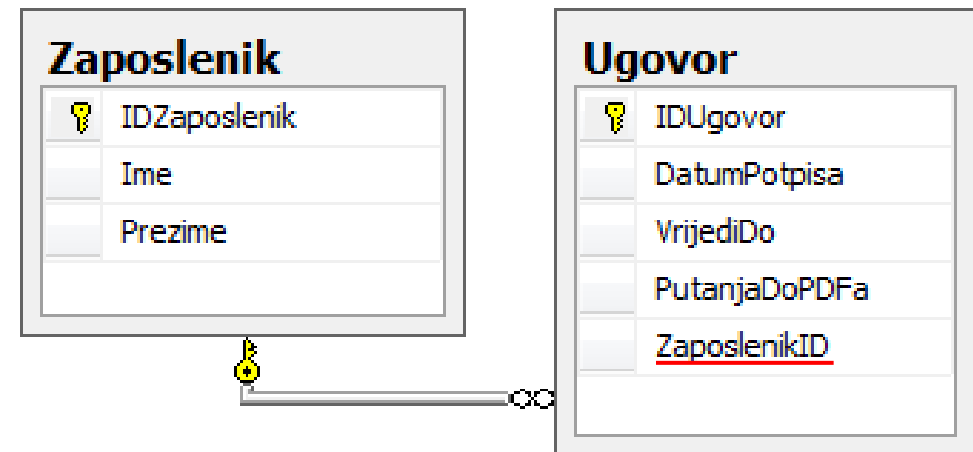 Zaposlenik
IDZaposlenik
Ime
Prezime
Ugovor
IDUgovor
DatumPotpisa
VrijediDo
PutanjaDoPDFa
ZaposlenikID